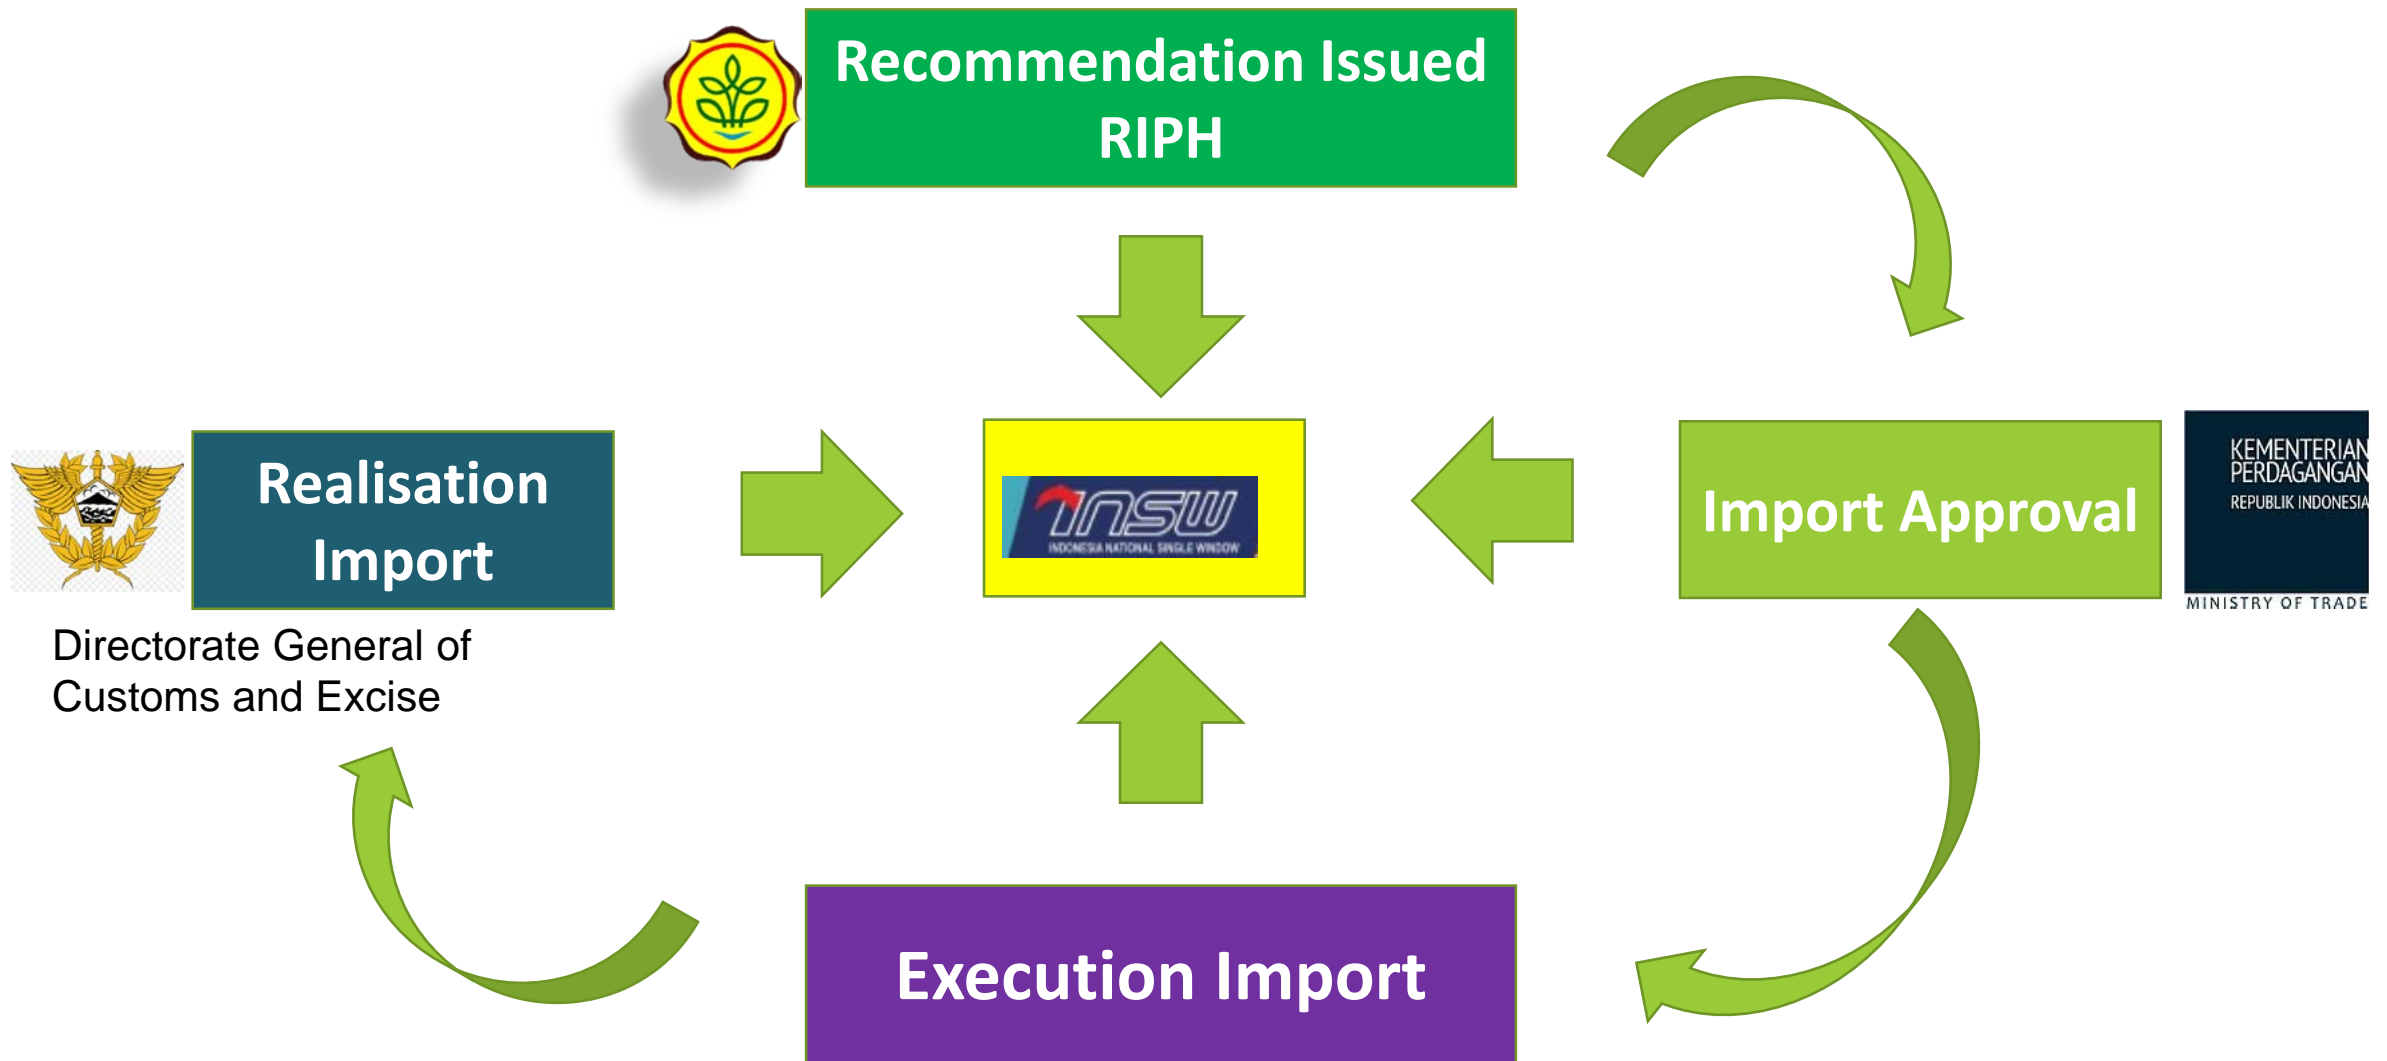 Recommendation Issued
RIPH
Realisation
Import
Directorate General of
Customs and Excise
INSW
INDONESIA NATIONAL SINGLE WINDOW
Import Approval
KEMENTERIAN
PERDAGANGAN
REPUBLIK INDONESIA
MINISTRY OF TRADE
Execution Import